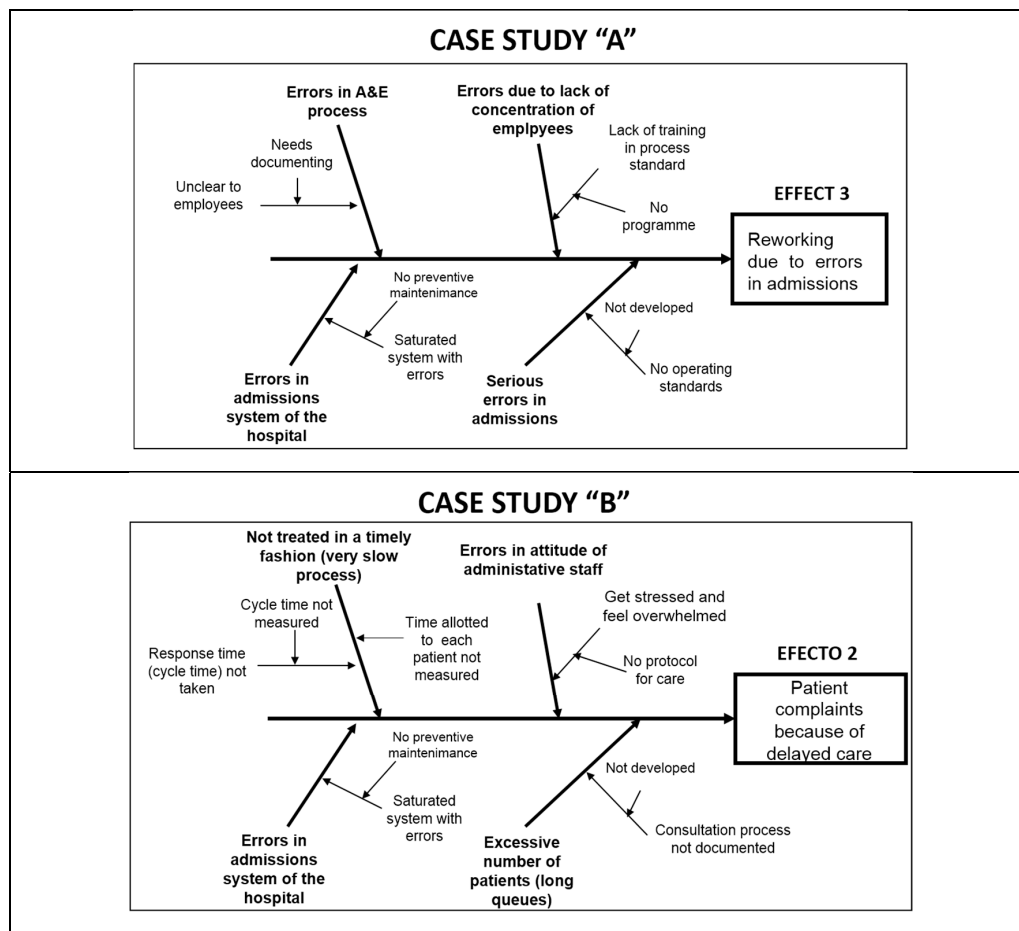 CASE STUDY “A”
Errors in A&E
process
Errors due to lack of
concentration of
emplpyees
Needs
documenting
Unclear to
employees
Lack of training
in process
standard
No
programme
EFFECT 3
Reworking
due to errors
in admissions
No preventive
maintenimance
Saturated
system with
errors
Errors in
admissions
system of the
hospital
Not developed
No operating
standards
Serious
errors in
admissions
CASE STUDY “B”
Not treated in a timely
fashion (very slow
process)
Errors in attitude of
administative staff
Cycle time not
measured
Response time
(cycle time) not
taken
Time allotted
to each
patient not
measured
Get stressed and
feel overwhelmed
No protocol
for care
EFECTO 2
Patient
complaints
because of
delayed care
No preventive
maintenimance
Saturated
system with
errors
Errors in
admissions
system of the
hospital
Not developed
Consultation process
not documented
Excessive
number of
patients (long
queues)